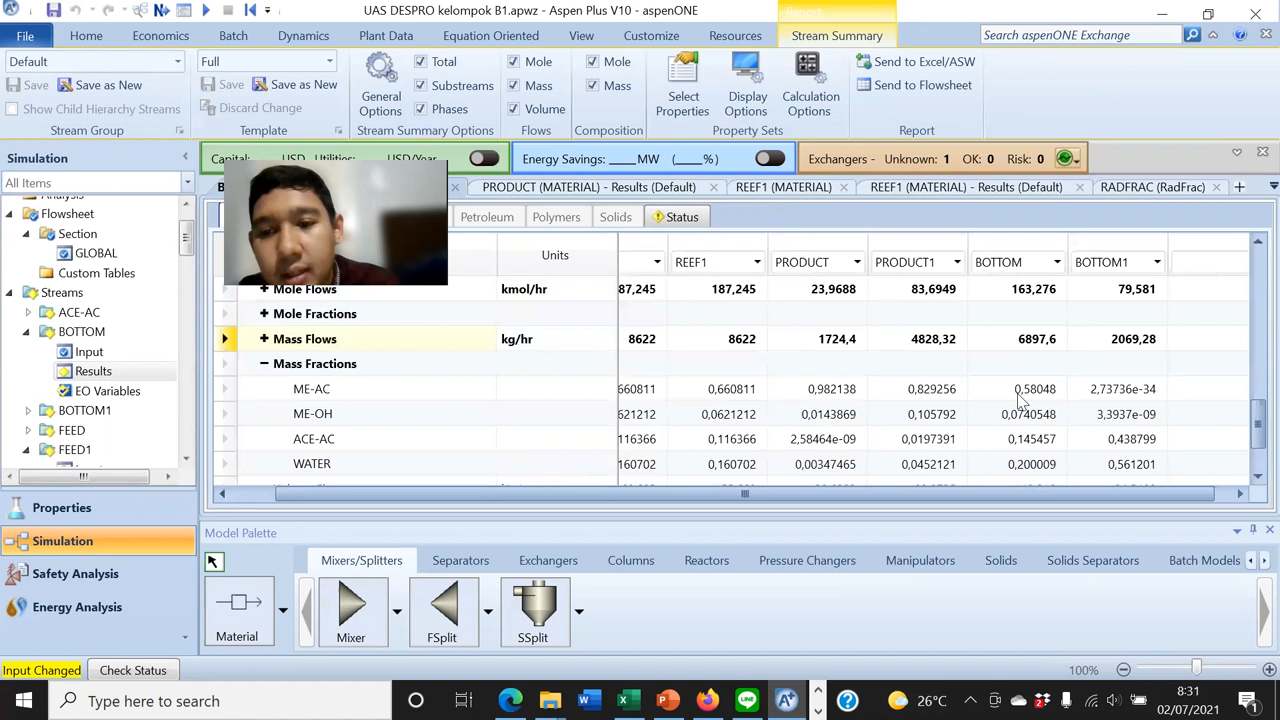 UAS DESPRO kelompok B1.apwz - Aspen Plus V10 - aspenONE
Report
File
Home
Economics
Batch
Dynamics
Plant Data
Equation Oriented
View
Customize
Resources
Stream Summary
Search aspenONE Exchange
Default
Save
Save as New
Show Child Hierarchy Streams
Stream Group
Full
Save
Save as New
Discard Change
Template
General Options
Total
Substreams
Phases
Stream Summary Options
Mole
Mass
Volume
Flows
Mole
Mass
Composition
Select Properties
Display Options
Calculation Options
Property Sets
Send to Excel/ASW
Send to Flowsheet
Report
Simulation
Capital: USD Utilities: USD/Year
Energy Savings: ____ MW (____ %)
Exchangers - Unknown: 1 OK: 0 Risk: 0
All Items
PRODUCT (MATERIAL) - Results (Default)
REEF1 (MATERIAL)
REEF1 (MATERIAL) - Results (Default)
RADFRAC (RadFrac)
Petroleum
Polymers
Solids
Status
Units REEF1 PRODUCT PRODUCT1 BOTTOM BOTTOM1
Mole Flows kmol/hr 87,245 187,245 23,9688 83,6949 163,276 79,581
Mole Fractions
Mass Flows kg/hr 8622 8622 1724,4 4828,32 6897,6 2069,28
Mass Fractions
ME-AC 660811 0,660811 0,982138 0,829256 0,58048 2,73736e-34
ME-OH 621212 0,0621212 0,0143869 0,105792 0,0740548 3,3937e-09
ACE-AC 116366 0,116366 2,58464e-09 0,0197391 0,145457 0,438799
WATER 160702 0,160702 0,00347465 0,0452121 0,200009 0,561201
Flowsheet
Section
GLOBAL
Custom Tables
Streams
ACE-AC
BOTTOM
Input
Results
EO Variables
BOTTOM1
FEED
FEED1
Properties
Simulation
Safety Analysis
Energy Analysis
Model Palette
Mixers/Splitters
Separators
Exchangers
Columns
Reactors
Pressure Changers
Manipulators
Solids
Solids Separators
Batch Models
Material
Mixer
FSplit
SSplit
Input Changed
Check Status
100%
Type here to search
26°C
8:31
02/07/2021